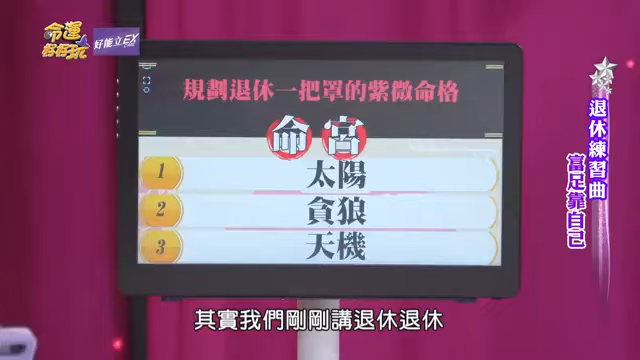 命運好好玩
好能立EX
規劃退休一把罩的紫微命格
命宮
1 太陽
2 貪狼
3 天機
退休練習曲
富足靠自己
其實我們剛剛講退休退休